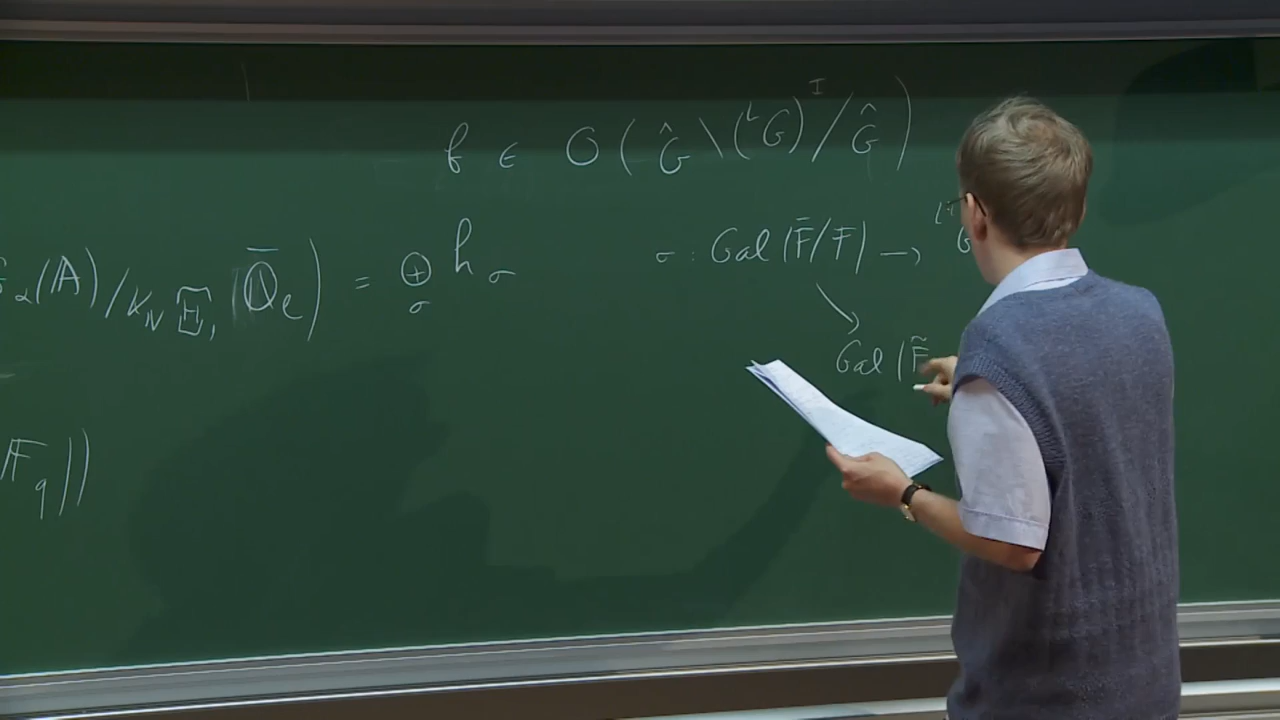 f ∈ O(Ĝ\(ᴸG)ᴵ/Ĝ)
σ : Gal(F̄/F) → ᴸG
α(𝔸)/K_N Ξ, ℚ̄_ℓ) = ⊕_σ h_σ
Gal(F̃
F_q))